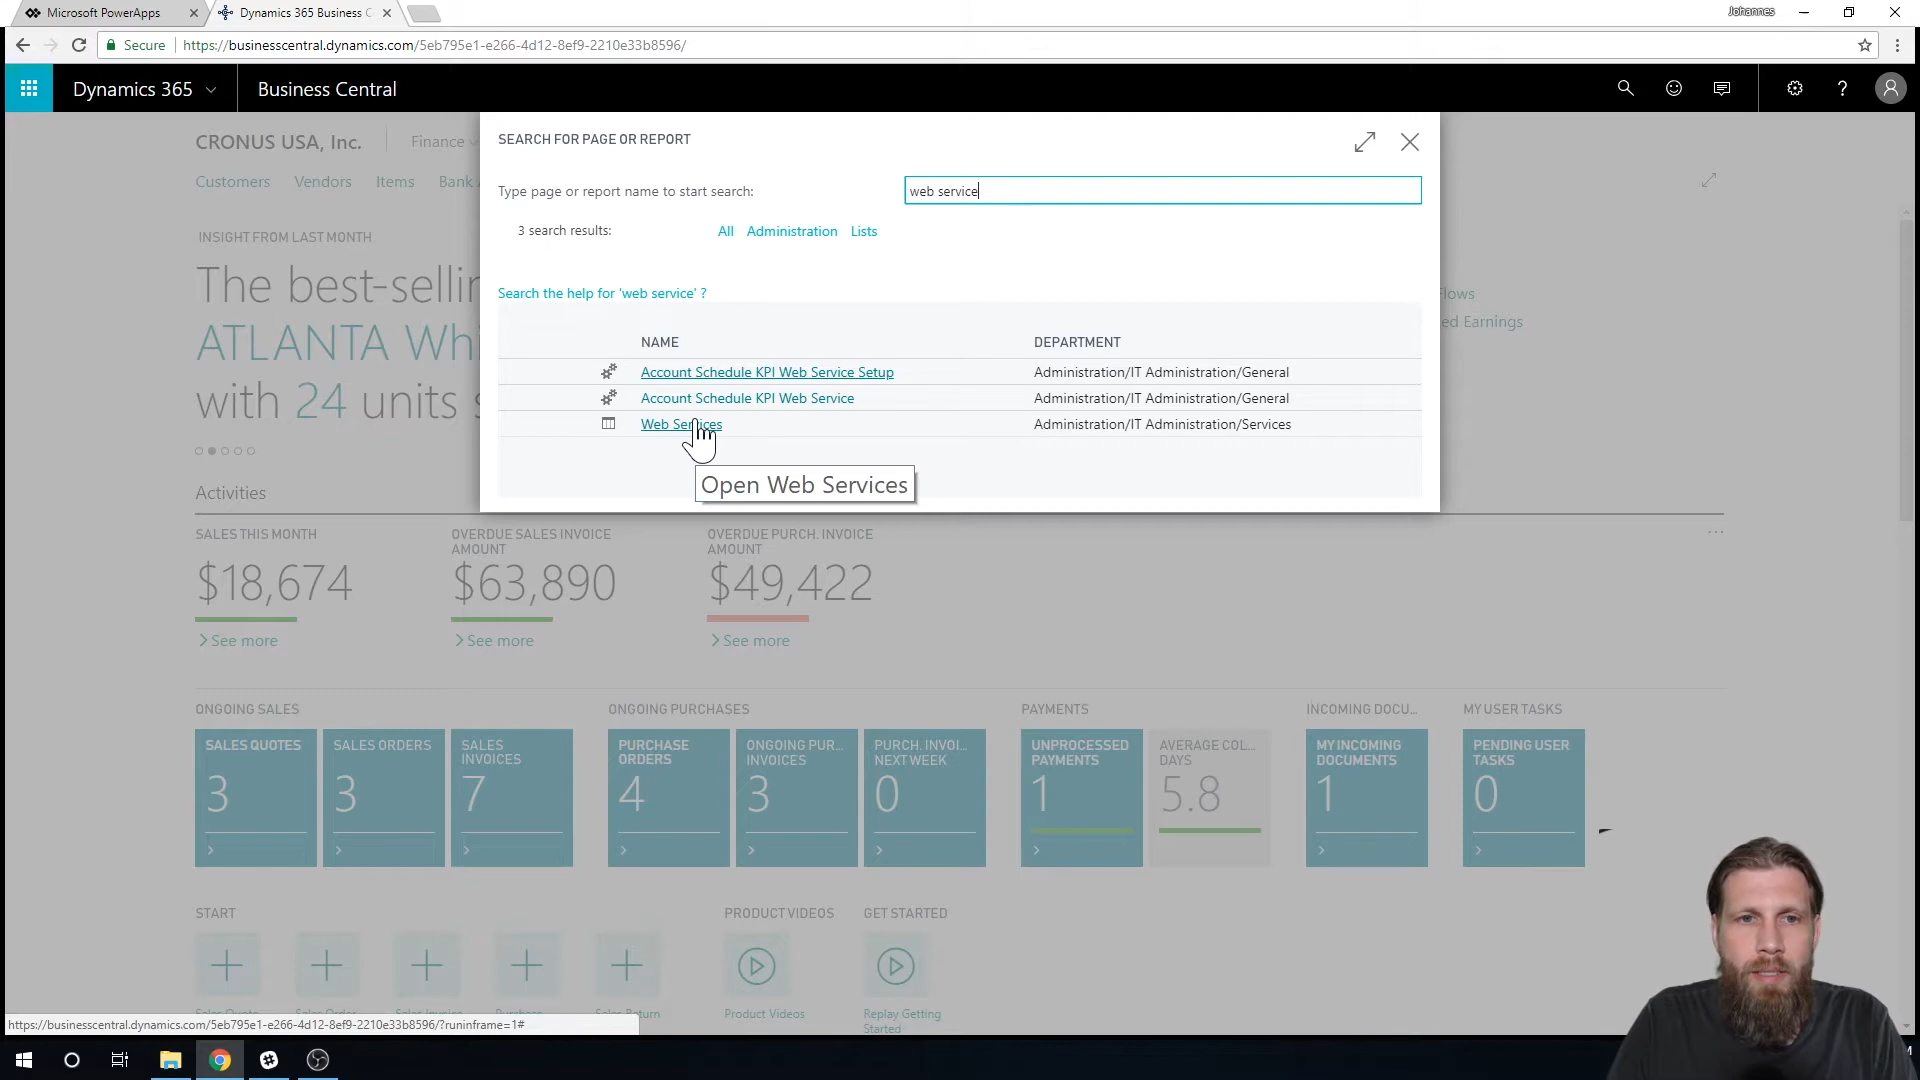 Microsoft PowerApps
Dynamics 365 Business C
Johannes
Secure
https://businesscentral.dynamics.com/5eb795e1-e266-4d12-8ef9-2210e33b8596/
Dynamics 365
Business Central
CRONUS USA, Inc.
Finance
Customers Vendors Items Bank A
SEARCH FOR PAGE OR REPORT
Type page or report name to start search:
web service
3 search results:
All Administration Lists
Search the help for 'web service' ?
NAME DEPARTMENT
Account Schedule KPI Web Service Setup Administration/IT Administration/General
Account Schedule KPI Web Service Administration/IT Administration/General
Web Services Administration/IT Administration/Services
Open Web Services
INSIGHT FROM LAST MONTH
The best-sellin
ATLANTA Whi
with 24 units s
Flows
ed Earnings
Activities
SALES THIS MONTH
$18,674
See more
OVERDUE SALES INVOICE
AMOUNT
$63,890
See more
OVERDUE PURCH. INVOICE
AMOUNT
$49,422
See more
ONGOING SALES
SALES QUOTES
3
SALES ORDERS
3
SALES
INVOICES
7
ONGOING PURCHASES
PURCHASE
ORDERS
4
ONGOING PUR...
INVOICES
3
PURCH. INVOI...
NEXT WEEK
0
PAYMENTS
UNPROCESSED
PAYMENTS
1
AVERAGE COL...
DAYS
5.8
INCOMING DOCU...
MY INCOMING
DOCUMENTS
1
MY USER TASKS
PENDING USER
TASKS
0
START
Sales Quote
Sales Order
Sales Invoice
Purchase
Sales Return
PRODUCT VIDEOS
Product Videos
GET STARTED
Replay Getting
Started
https://businesscentral.dynamics.com/5eb795e1-e266-4d12-8ef9-2210e33b8596/?runinframe=1#